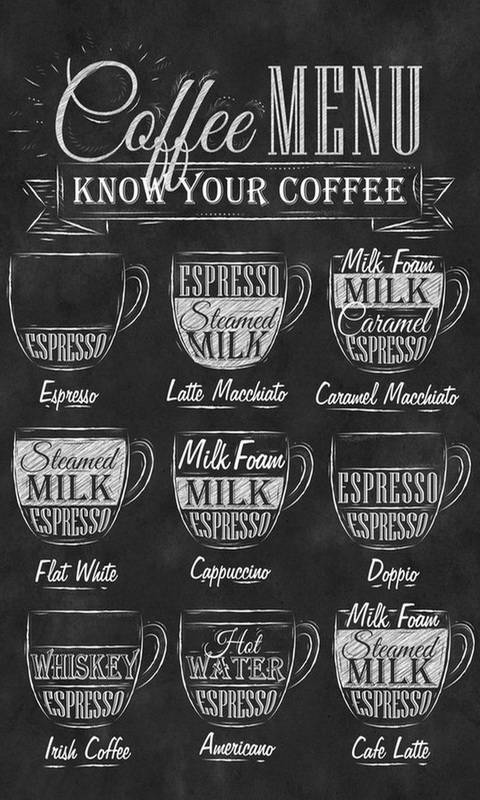 Coffee MENU
KNOW YOUR COFFEE
ESPRESSO
Espresso
ESPRESSO
Steamed
MILK
Latte Macchiato
Milk-Foam
MILK
Caramel
ESPRESSO
Caramel Macchiato
Steamed
MILK
ESPRESSO
Flat White
Milk Foam
MILK
ESPRESSO
Cappuccino
ESPRESSO
ESPRESSO
Doppio
WHISKEY
ESPRESSO
Irish Coffee
Hot
WATER
ESPRESSO
Americano
Milk-Foam
Steamed
MILK
ESPRESSO
Cafe Latte